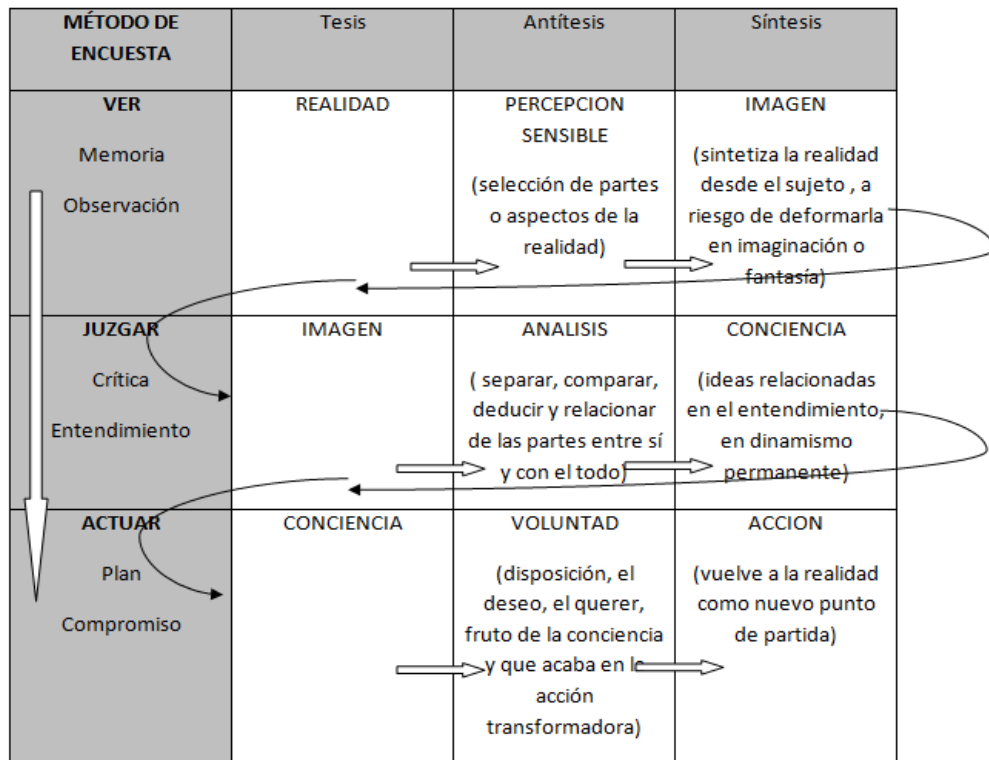 MÉTODO DE
ENCUESTA
Tesis
Antítesis
Síntesis
VER
Memoria
Observación
REALIDAD
PERCEPCION
SENSIBLE
(selección de partes
o aspectos de la
realidad)
IMAGEN
(sintetiza la realidad
desde el sujeto , a
riesgo de deformarla
en imaginación o
fantasía)
JUZGAR
Crítica
Entendimiento
IMAGEN
ANALISIS
( separar, comparar,
deducir y relacionar
de las partes entre sí
y con el todo)
CONCIENCIA
(ideas relacionadas
en el entendimiento,
en dinamismo
permanente)
ACTUAR
Plan
Compromiso
CONCIENCIA
VOLUNTAD
(disposición, el
deseo, el querer,
fruto de la conciencia
y que acaba en la
acción
transformadora)
ACCION
(vuelve a la realidad
como nuevo punto
de partida)